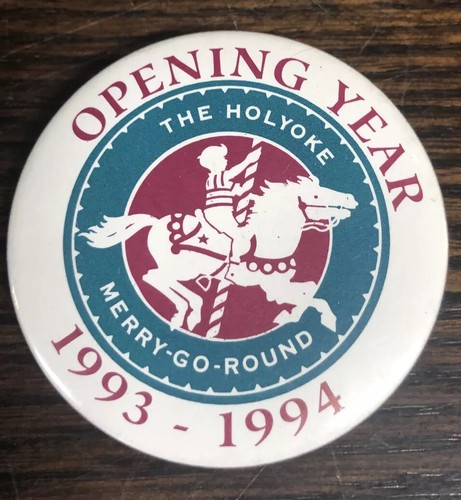 OPENING YEAR
THE HOLYOKE
MERRY-GO-ROUND
1993 - 1994